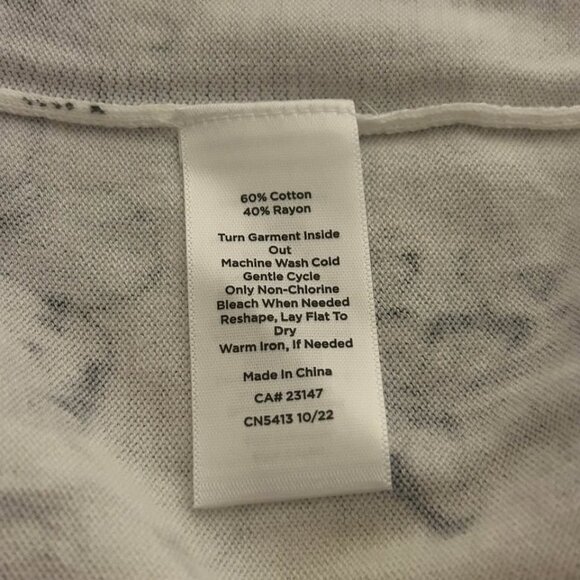 60% Cotton
40% Rayon
Turn Garment Inside
Out
Machine Wash Cold
Gentle Cycle
Only Non-Chlorine
Bleach When Needed
Reshape, Lay Flat To
Dry
Warm Iron, If Needed
Made In China
CA# 23147
CN5413 10/22